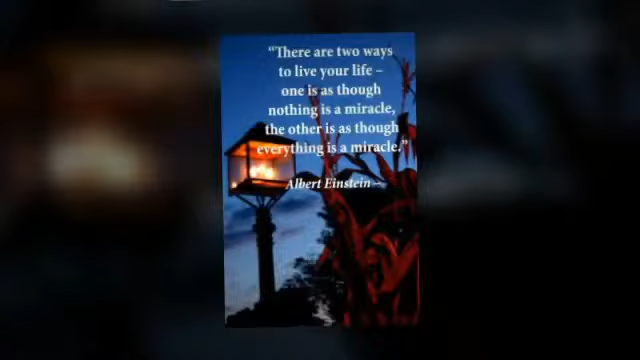 “There are two ways
to live your life –
one is as though
nothing is a miracle,
the other is as though
everything is a miracle.”
Albert Einstein –